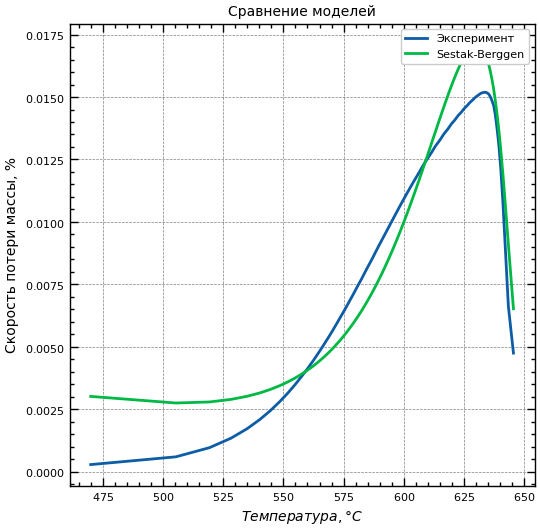 Сравнение моделей
0.0175
0.0150
0.0125
0.0100
0.0075
0.0050
0.0025
0.0000
Скорость потери массы, %
Эксперимент
Sestak-Berggen
475 500 525 550 575 600 625 650
Температура, °C